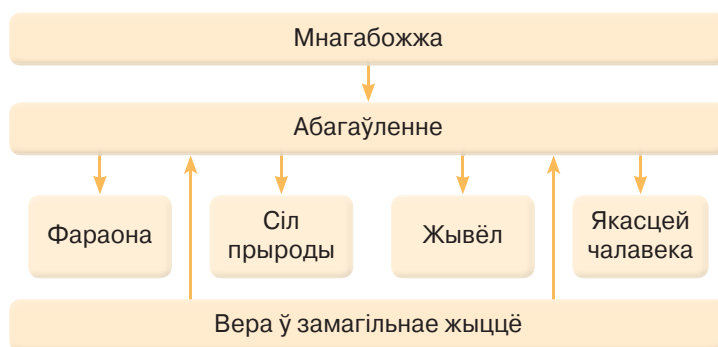 Мнагабожжа
Абагаўленне
Фараона
Сіл
прыроды
Жывёл
Якасцей
чалавека
Вера ў замагільнае жыццё